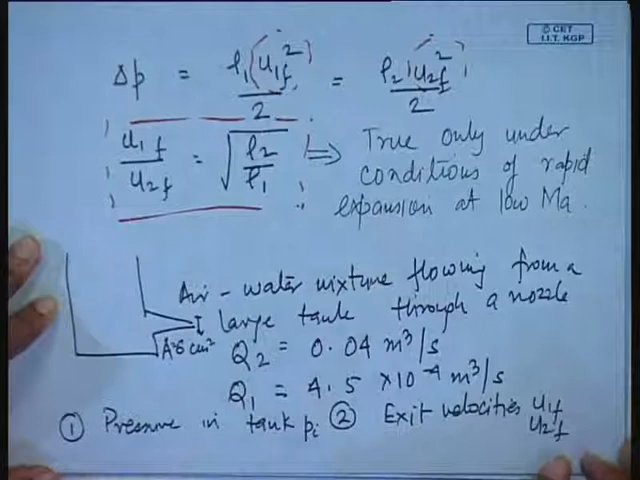 © CET
I.I.T. KGP
Δp = ρ₁(u₁f²)/2 = ρ₂(u₂f²)/2
u₁f/u₂f = √(ρ₂/ρ₁) ⇒ True only under
conditions of rapid
expansion at low Ma.
Air - water mixture flowing from a
large tank through a nozzle
A=6 cm²
Q₂ = 0.04 m³/s
Q₁ = 4.5 ×10⁻⁴ m³/s
① Pressure in tank pᵢ ② Exit velocities u₁f
u₂f